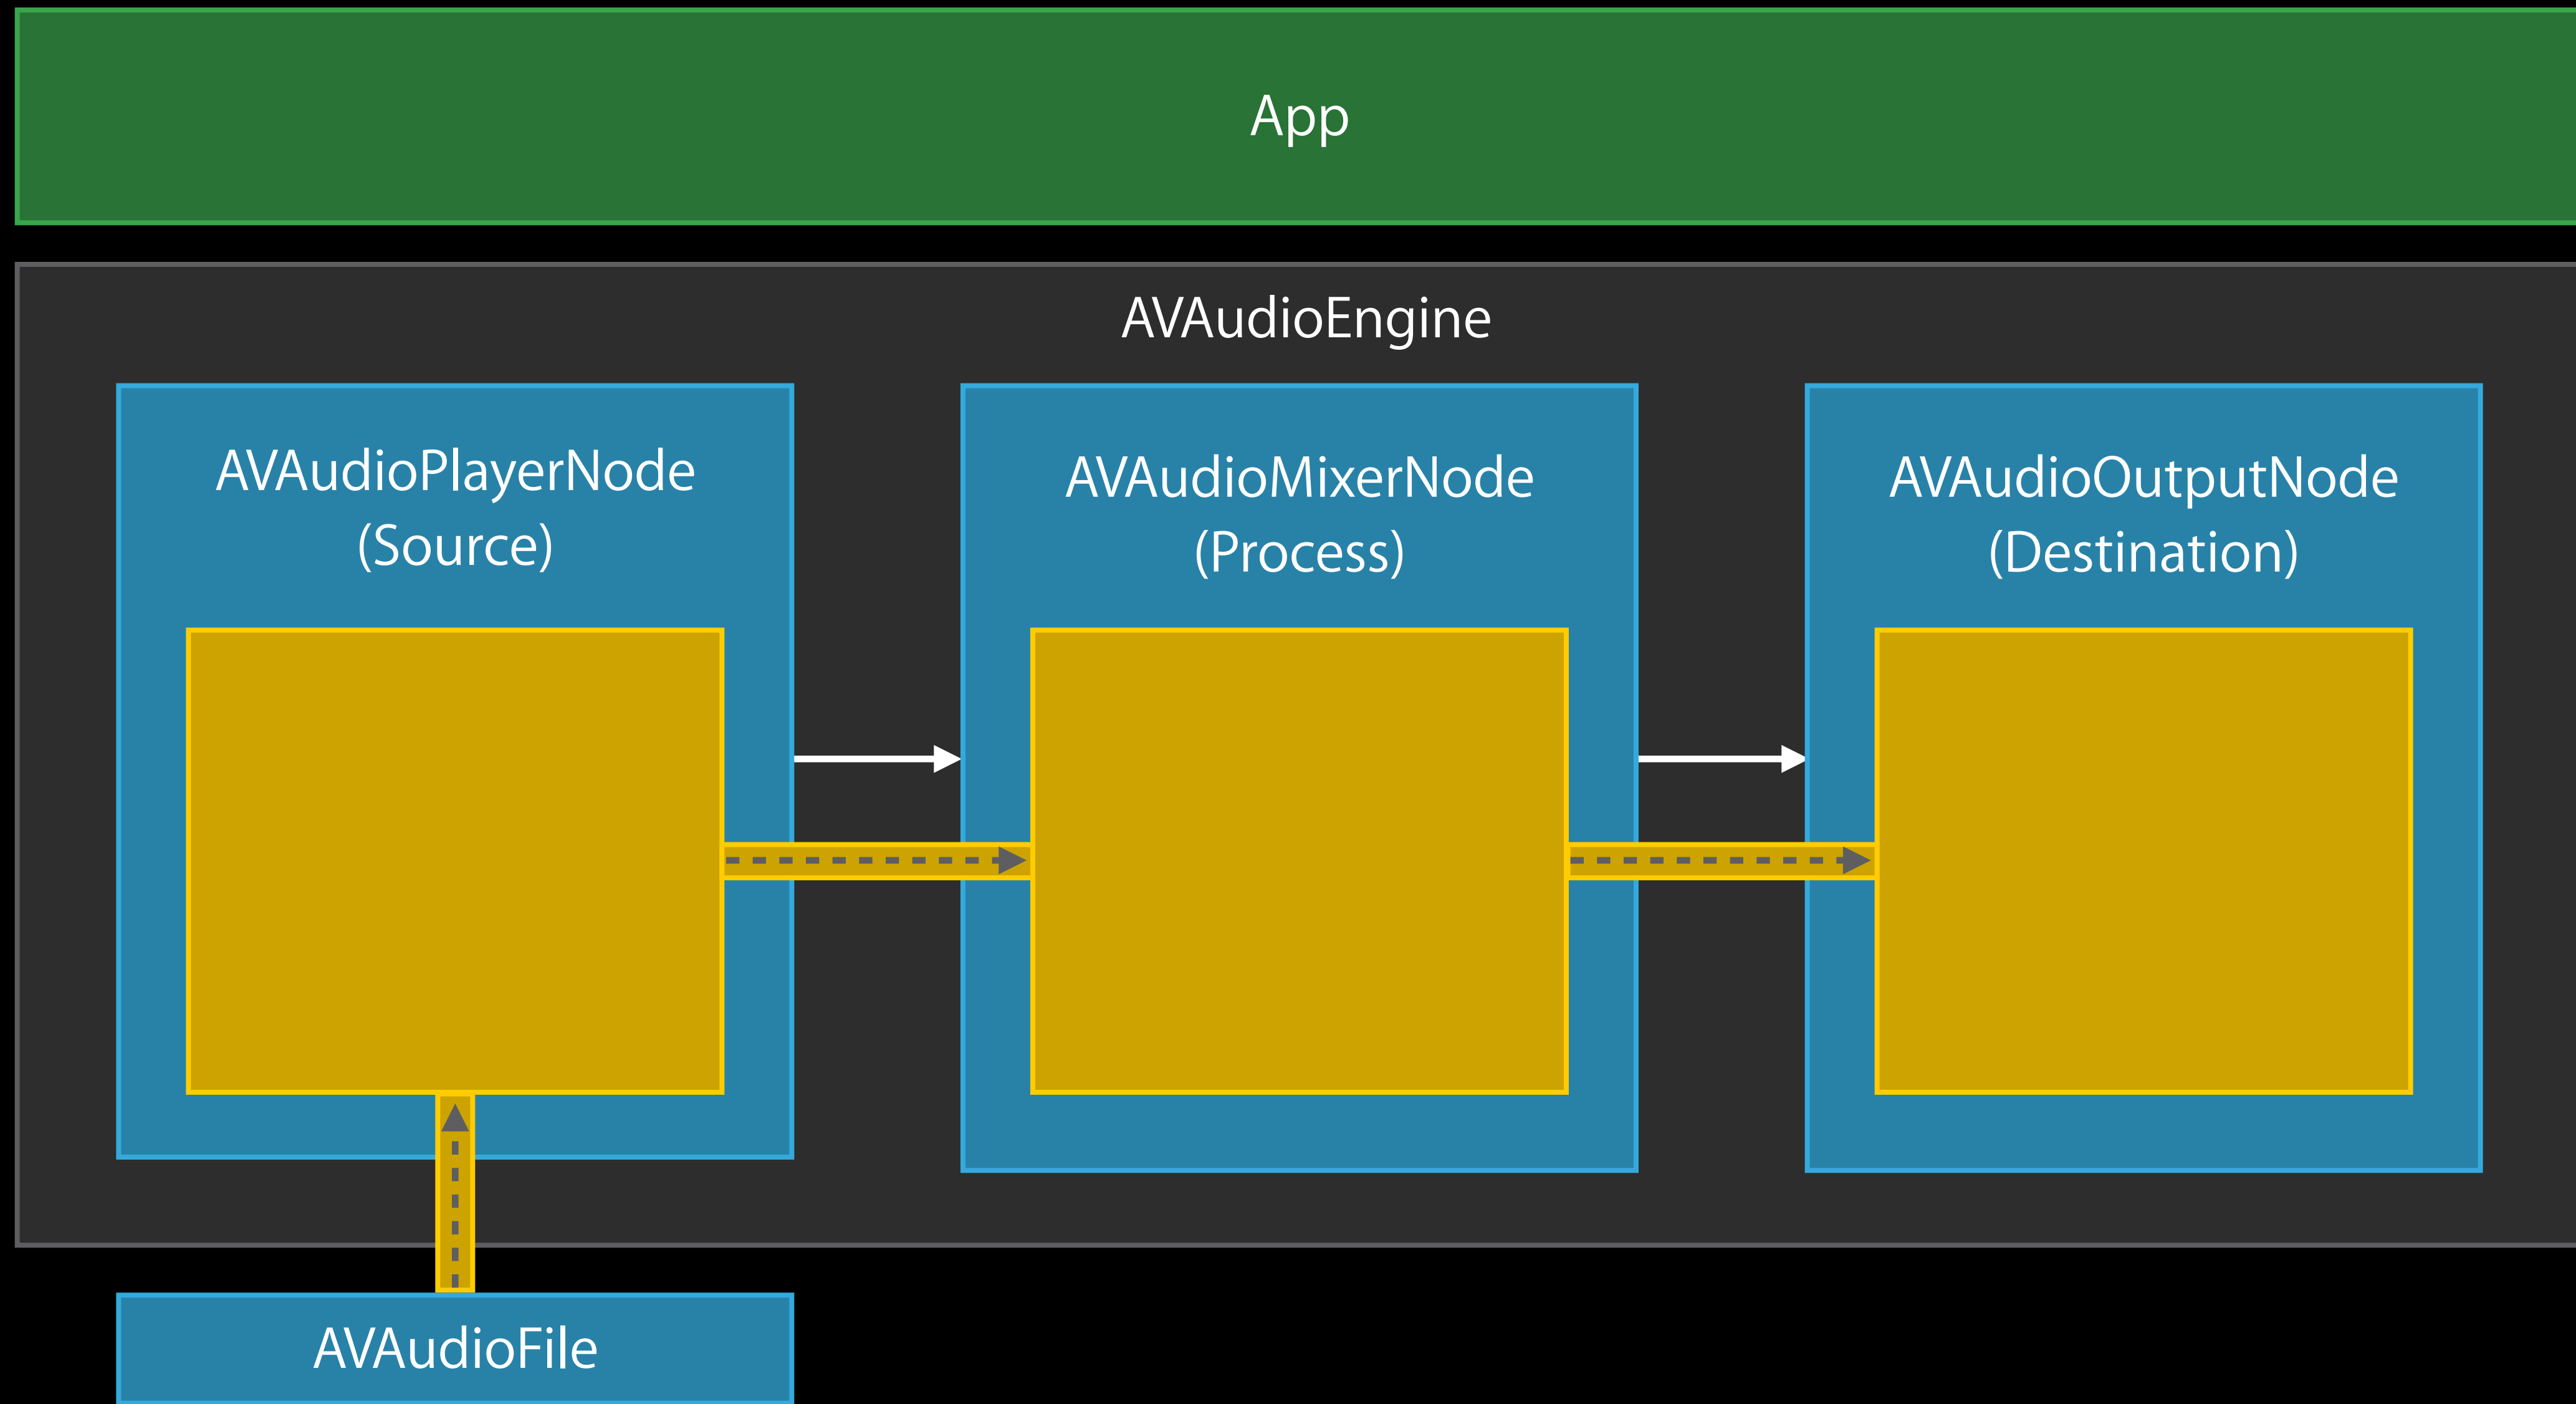 App
AVAudioEngine
AVAudioPlayerNode
(Source)
AVAudioMixerNode
(Process)
AVAudioOutputNode
(Destination)
AVAudioFile